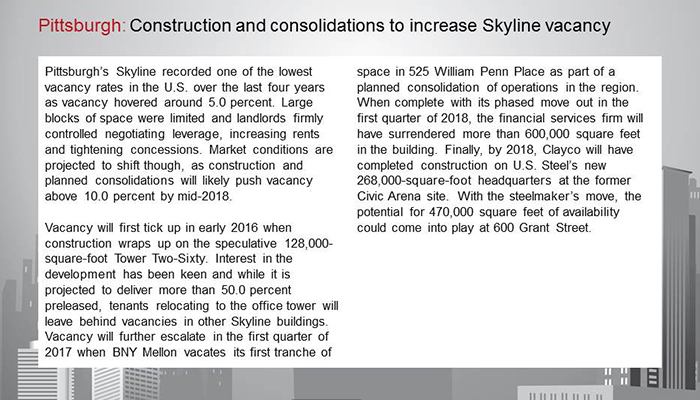 Pittsburgh: Construction and consolidations to increase Skyline vacancy
Pittsburgh's Skyline recorded one of the lowest
vacancy rates in the U.S. over the last four years
as vacancy hovered around 5.0 percent. Large
blocks of space were limited and landlords firmly
controlled negotiating leverage, increasing rents
and tightening concessions. Market conditions are
projected to shift though, as construction and
planned consolidations will likely push vacancy
above 10.0 percent by mid-2018.
Vacancy will first tick up in early 2016 when
construction wraps up on the speculative 128,000-
square-foot Tower Two-Sixty. Interest in the
development has been keen and while it is
projected to deliver more than 50.0 percent
preleased, tenants relocating to the office tower will
leave behind vacancies in other Skyline buildings.
Vacancy will further escalate in the first quarter of
2017 when BNY Mellon vacates its first tranche of
space in 525 William Penn Place as part of a
planned consolidation of operations in the region.
When complete with its phased move out in the
first quarter of 2018, the financial services firm will
have surrendered more than 600,000 square feet
in the building. Finally, by 2018, Clayco will have
completed construction on U.S. Steel's new
268,000-square-foot headquarters at the former
Civic Arena site. With the steelmaker's move, the
potential for 470,000 square feet of availability
could come into play at 600 Grant Street.